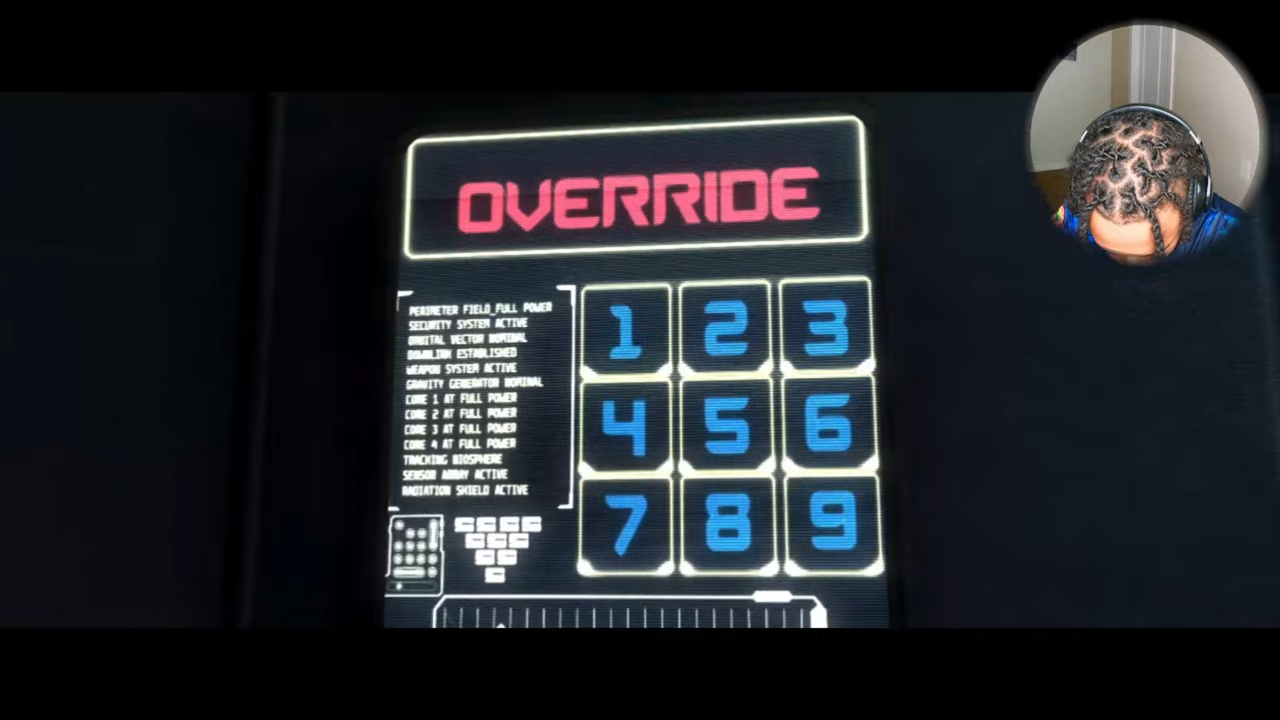 OVERRIDE
PERIMETER FIELD_FULL POWER
SECURITY SYSTEM ACTIVE
ORBITAL VECTOR NOMINAL
DOWNLINK ESTABLISHED
WEAPON SYSTEM ACTIVE
GRAVITY GENERATOR NOMINAL
CORE 1 AT FULL POWER
CORE 2 AT FULL POWER
CORE 3 AT FULL POWER
CORE 4 AT FULL POWER
TRACKING BIOSPHERE
SENSOR ARRAY ACTIVE
RADIATION SHIELD ACTIVE
1 2 3
4 5 6
7 8 9